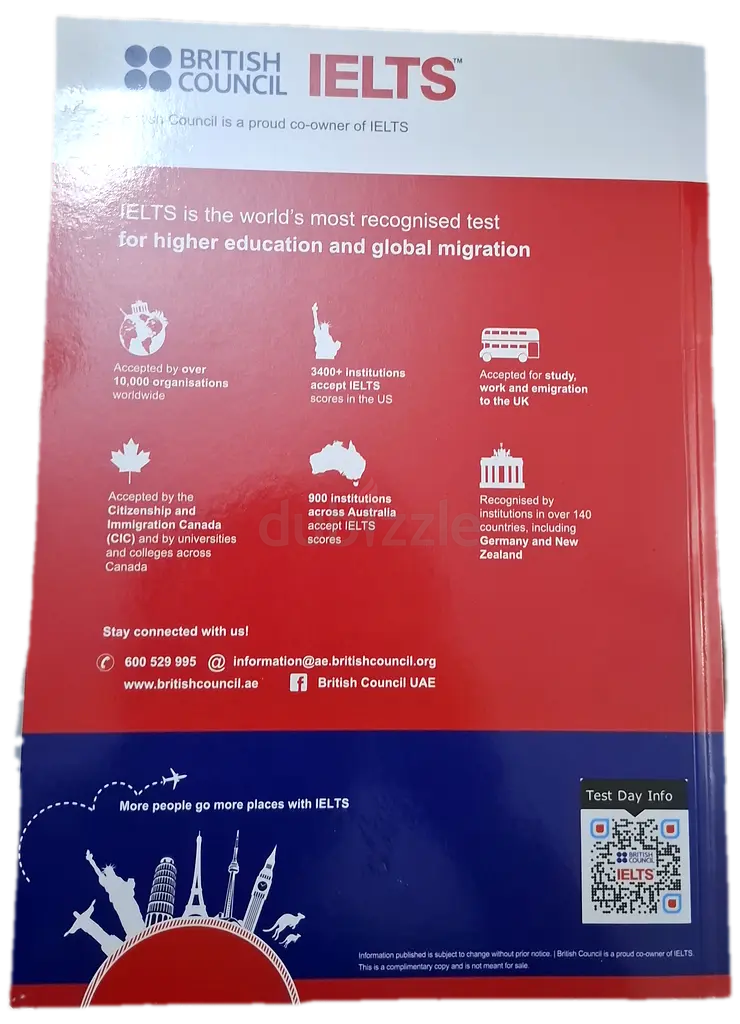 BRITISH
COUNCIL
IELTS™
British Council is a proud co-owner of IELTS
IELTS is the world's most recognised test
for higher education and global migration
Accepted by over
10,000 organisations
worldwide
3400+ institutions
accept IELTS
scores in the US
Accepted for study,
work and emigration
to the UK
Accepted by the
Citizenship and
Immigration Canada
(CIC) and by universities
and colleges across
Canada
900 institutions
across Australia
accept IELTS
scores
Recognised by
institutions in over 140
countries, including
Germany and New
Zealand
dubizzle
Stay connected with us!
600 529 995 @ information@ae.britishcouncil.org
www.britishcouncil.ae f British Council UAE
More people go more places with IELTS
Test Day Info
BRITISH
COUNCIL
IELTS
Information published is subject to change without prior notice. | British Council is a proud co-owner of IELTS.
This is a complimentary copy and is not meant for sale.